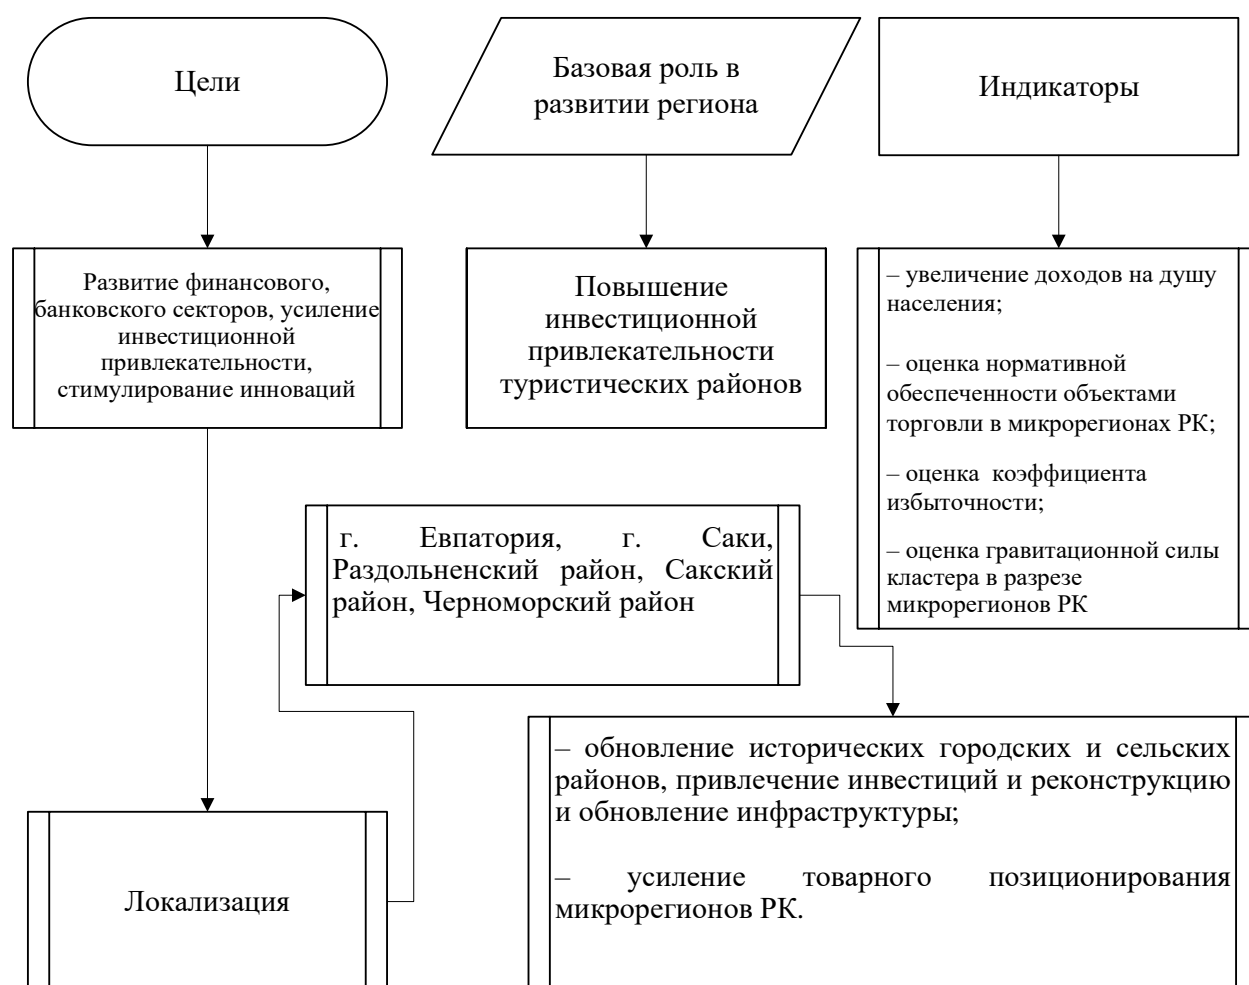 Цели
Базовая роль в
развитии региона
Индикаторы
Развитие финансового,
банковского секторов, усиление
инвестиционной
привлекательности,
стимулирование инноваций
Повышение
инвестиционной
привлекательности
туристических районов
– увеличение доходов на душу
населения;
– оценка нормативной
обеспеченности объектами
торговли в микрорегионах РК;
– оценка коэффициента
избыточности;
– оценка гравитационной силы
кластера в разрезе
микрорегионов РК
г. Евпатория, г. Саки,
Раздольненский район, Сакский
район, Черноморский район
– обновление исторических городских и сельских
районов, привлечение инвестиций и реконструкцию
и обновление инфраструктуры;
– усиление товарного позиционирования
микрорегионов РК.
Локализация